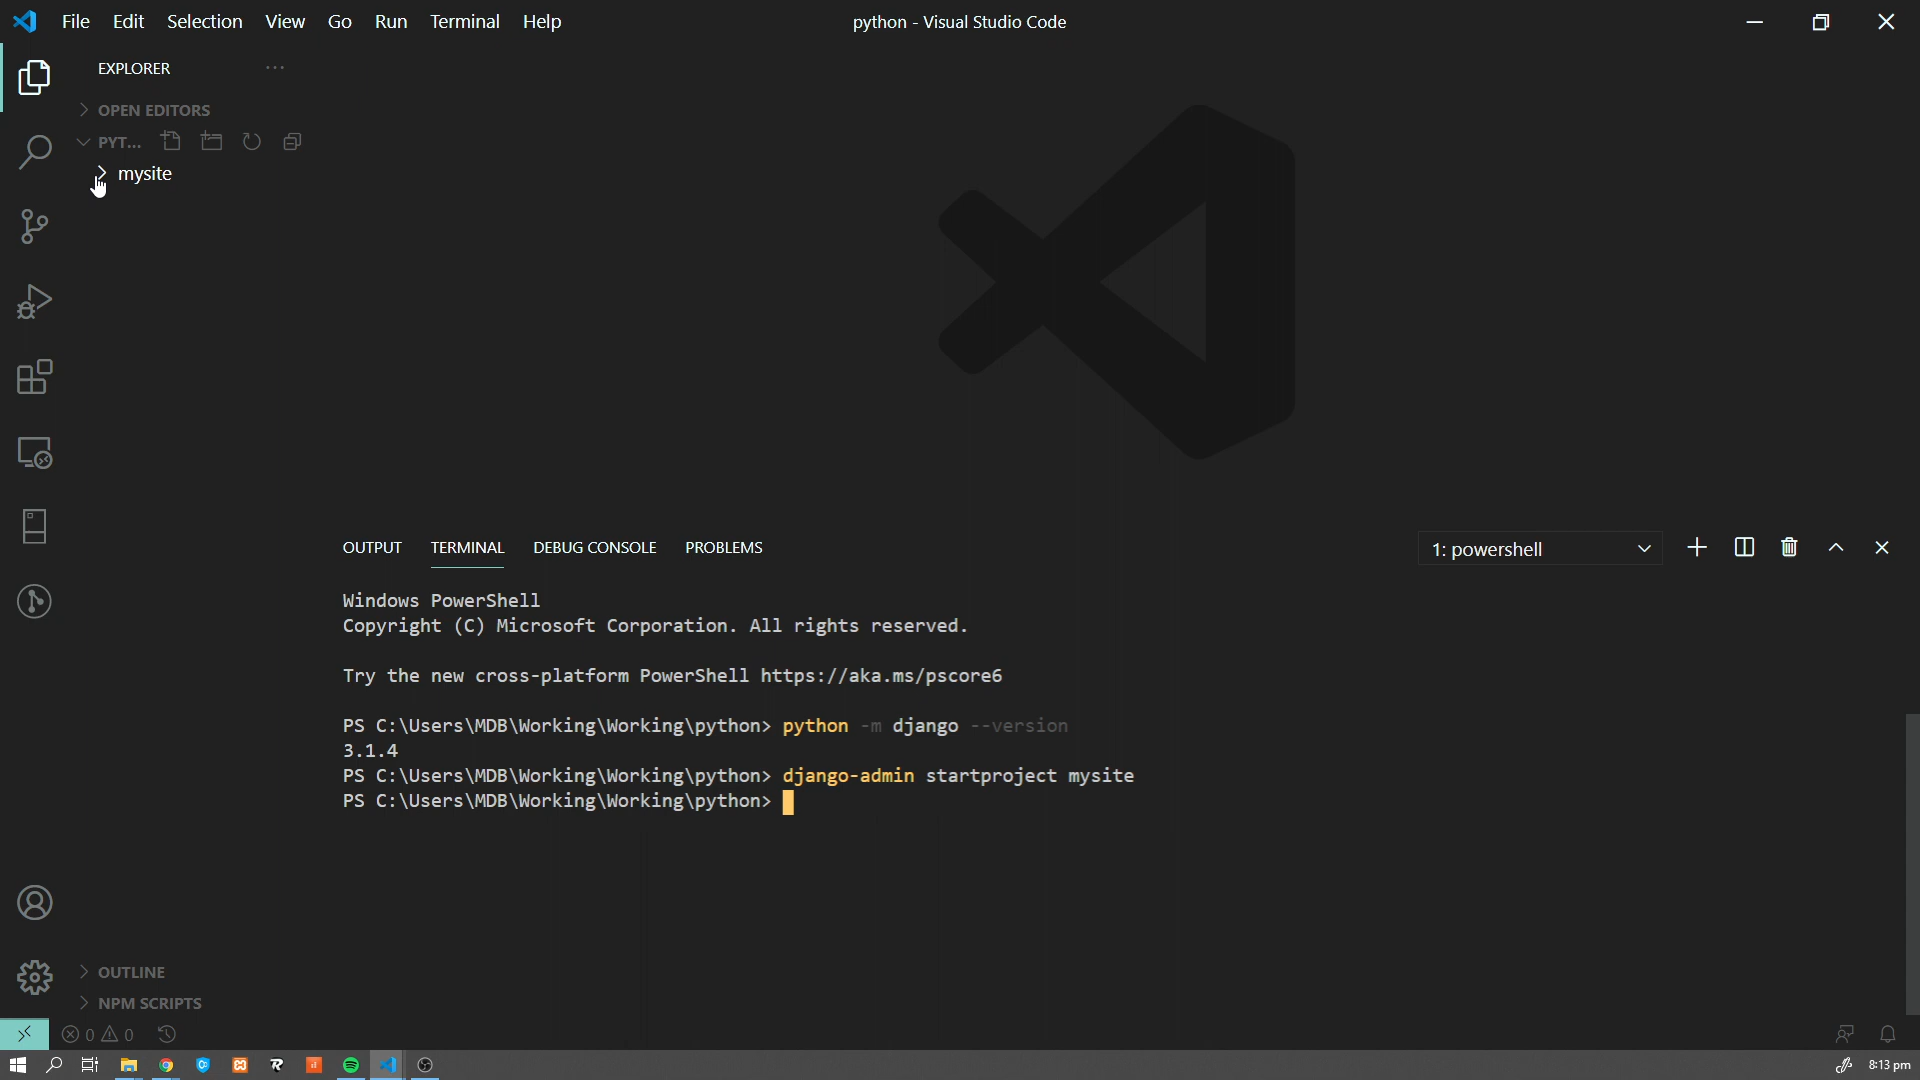 File Edit Selection View Go Run Terminal Help
python - Visual Studio Code
EXPLORER
OPEN EDITORS
PYT...
mysite
OUTPUT TERMINAL DEBUG CONSOLE PROBLEMS
1: powershell
Windows PowerShell
Copyright (C) Microsoft Corporation. All rights reserved.
Try the new cross-platform PowerShell https://aka.ms/pscore6
PS C:\Users\MDB\Working\Working\python> python -m django --version
3.1.4
PS C:\Users\MDB\Working\Working\python> django-admin startproject mysite
PS C:\Users\MDB\Working\Working\python>
OUTLINE
NPM SCRIPTS
0 0
8:13 pm